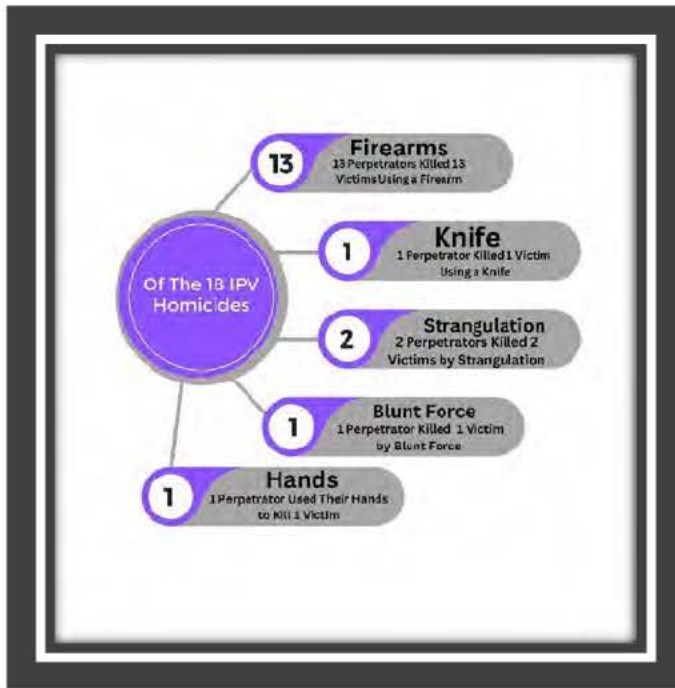 13
Firearms
13 Perpetrators Killed 13
Victims Using a Firearm
Of The 18 IPV
Homicides
1
Knife
1 Perpetrator Killed 1 Victim
Using a Knife
2
Strangulation
2 Perpetrators Killed 2
Victims by Strangulation
1
Blunt Force
1 Perpetrator Killed 1 Victim
by Blunt Force
1
Hands
1 Perpetrator Used Their Hands
to Kill 1 Victim